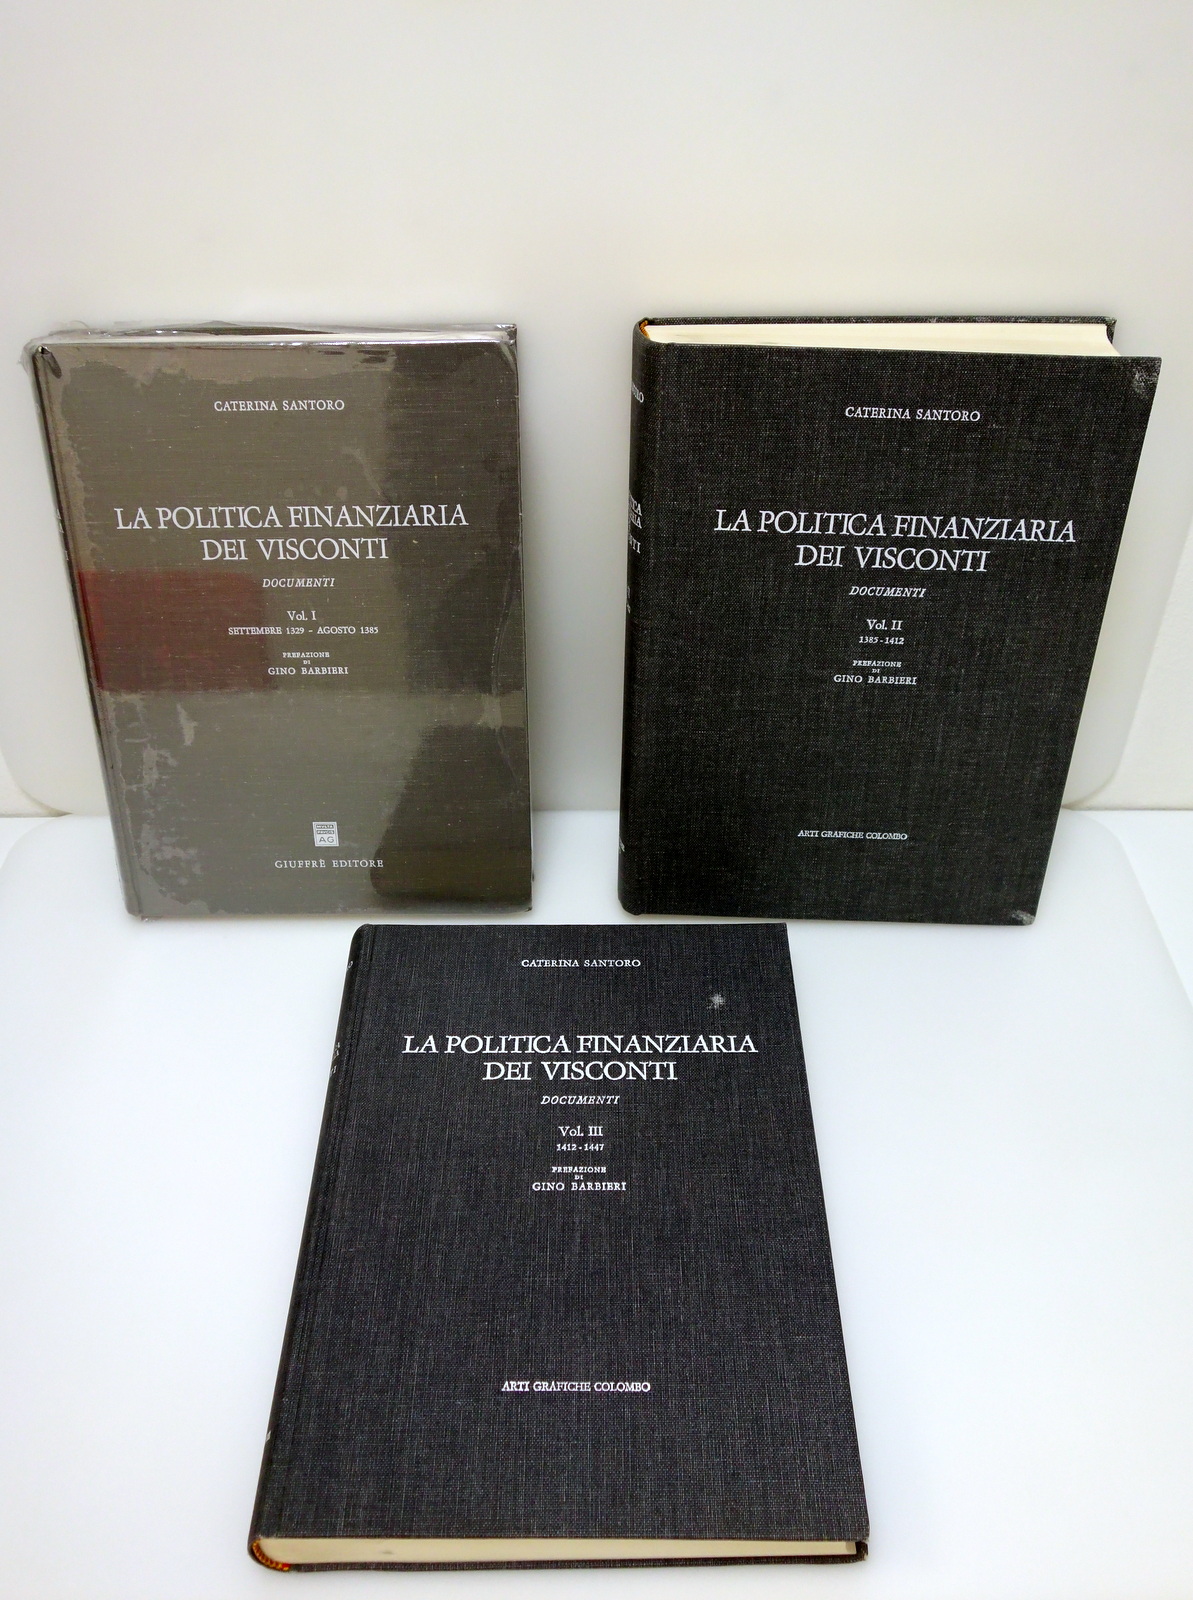 CATERINA SANTORO
LA POLITICA FINANZIARIA
DEI VISCONTI
DOCUMENTI
Vol. I
SETTEMBRE 1329 - AGOSTO 1385
PREFAZIONE
DI
GINO BARBIERI
AG
GIUFFRÈ EDITORE
CATERINA SANTORO
LA POLITICA FINANZIARIA
DEI VISCONTI
DOCUMENTI
Vol. II
1385-1412
PREFAZIONE
DI
GINO BARBIERI
ARTI GRAFICHE COLOMBO
CATERINA SANTORO
LA POLITICA FINANZIARIA
DEI VISCONTI
DOCUMENTI
Vol. III
1412-1447
PREFAZIONE
DI
GINO BARBIERI
ARTI GRAFICHE COLOMBO